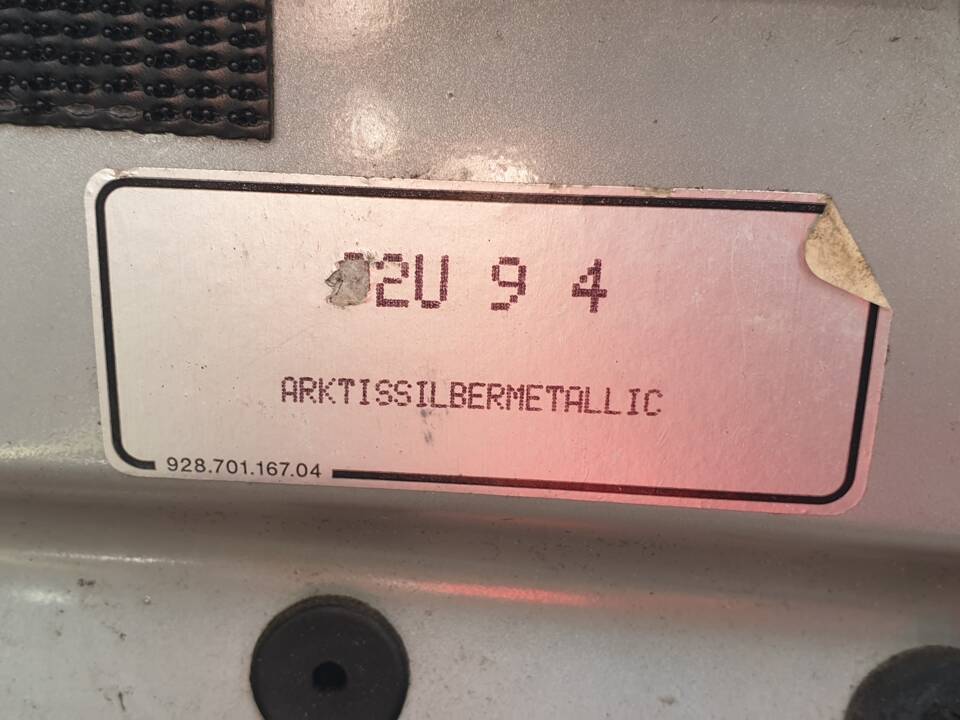 2U 9 4
ARKTISSILBERMETALLIC
928.701.167.04